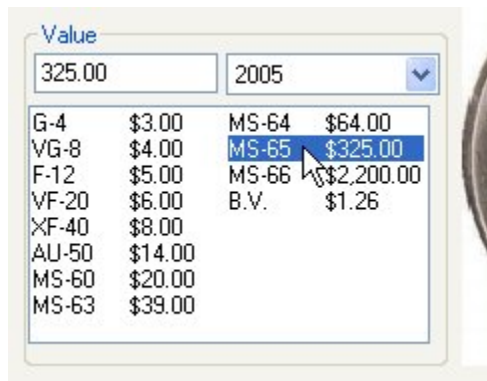 Value
325.00 2005
G-4 $3.00 MS-64 $64.00
VG-8 $4.00 MS-65 $325.00
F-12 $5.00 MS-66 $2,200.00
VF-20 $6.00 B.V. $1.26
XF-40 $8.00
AU-50 $14.00
MS-60 $20.00
MS-63 $39.00